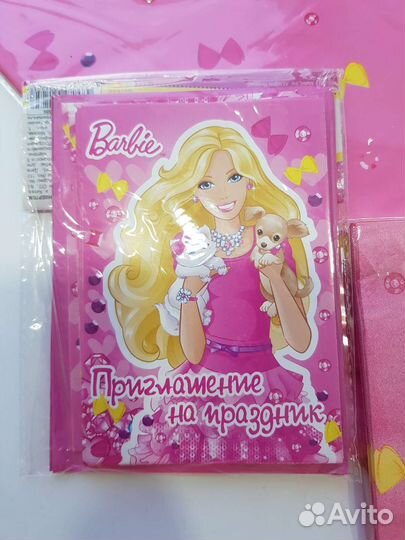 Barbie
Приглашение
на праздник
Avito